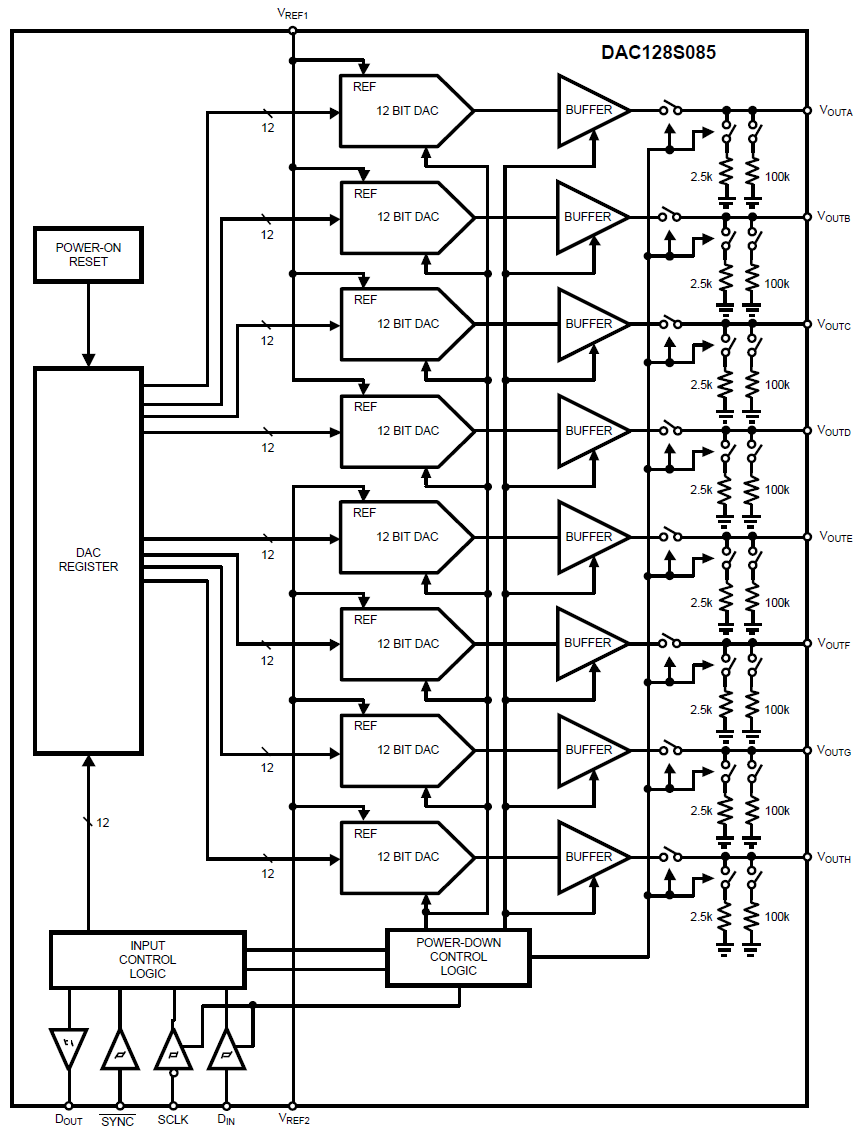 VREF1
DAC128S085
REF
12 BIT DAC
BUFFER
VOUTA
12
2.5k
100k
REF
12 BIT DAC
BUFFER
VOUTB
12
2.5k
100k
POWER-ON
RESET
REF
12 BIT DAC
BUFFER
VOUTC
12
2.5k
100k
REF
12 BIT DAC
BUFFER
VOUTD
12
2.5k
100k
REF
12 BIT DAC
BUFFER
VOUTE
12
2.5k
100k
DAC
REGISTER
REF
12 BIT DAC
BUFFER
VOUTF
12
2.5k
100k
REF
12 BIT DAC
BUFFER
VOUTG
12
2.5k
100k
12
REF
12 BIT DAC
BUFFER
VOUTH
12
2.5k
100k
INPUT
CONTROL
LOGIC
POWER-DOWN
CONTROL
LOGIC
DOUT
SYNC
SCLK
DIN
VREF2